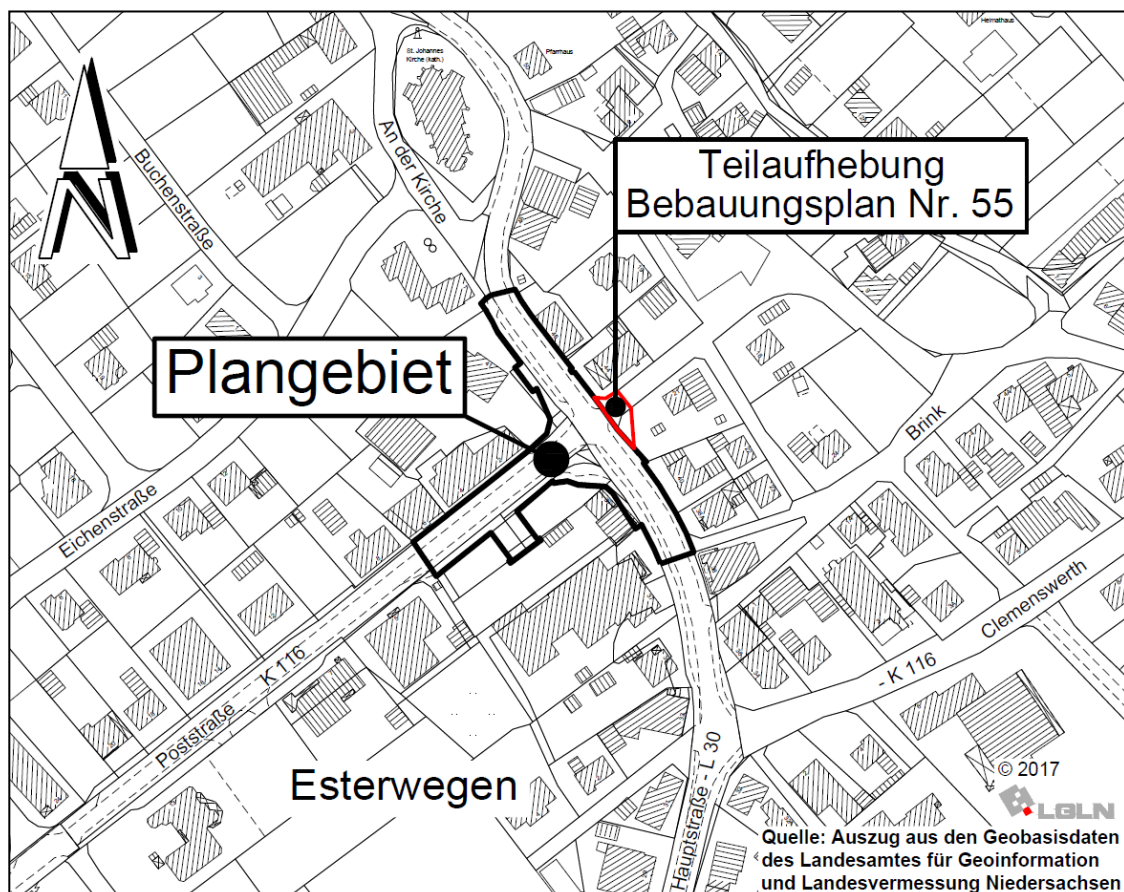 St. Johannes
Kirche (kath.)
Pfarrhaus
Heimathaus
Teilaufhebung
Bebauungsplan Nr. 55
N
Buchenstraße
An der Kirche
Plangebiet
Brink
Eichenstraße
Clemenswerth
- K 116
K 116
Poststraße
Esterwegen
Hauptstraße - L 30
© 2017
LGLN
Quelle: Auszug aus den Geobasisdaten
des Landesamtes für Geoinformation
und Landesvermessung Niedersachsen